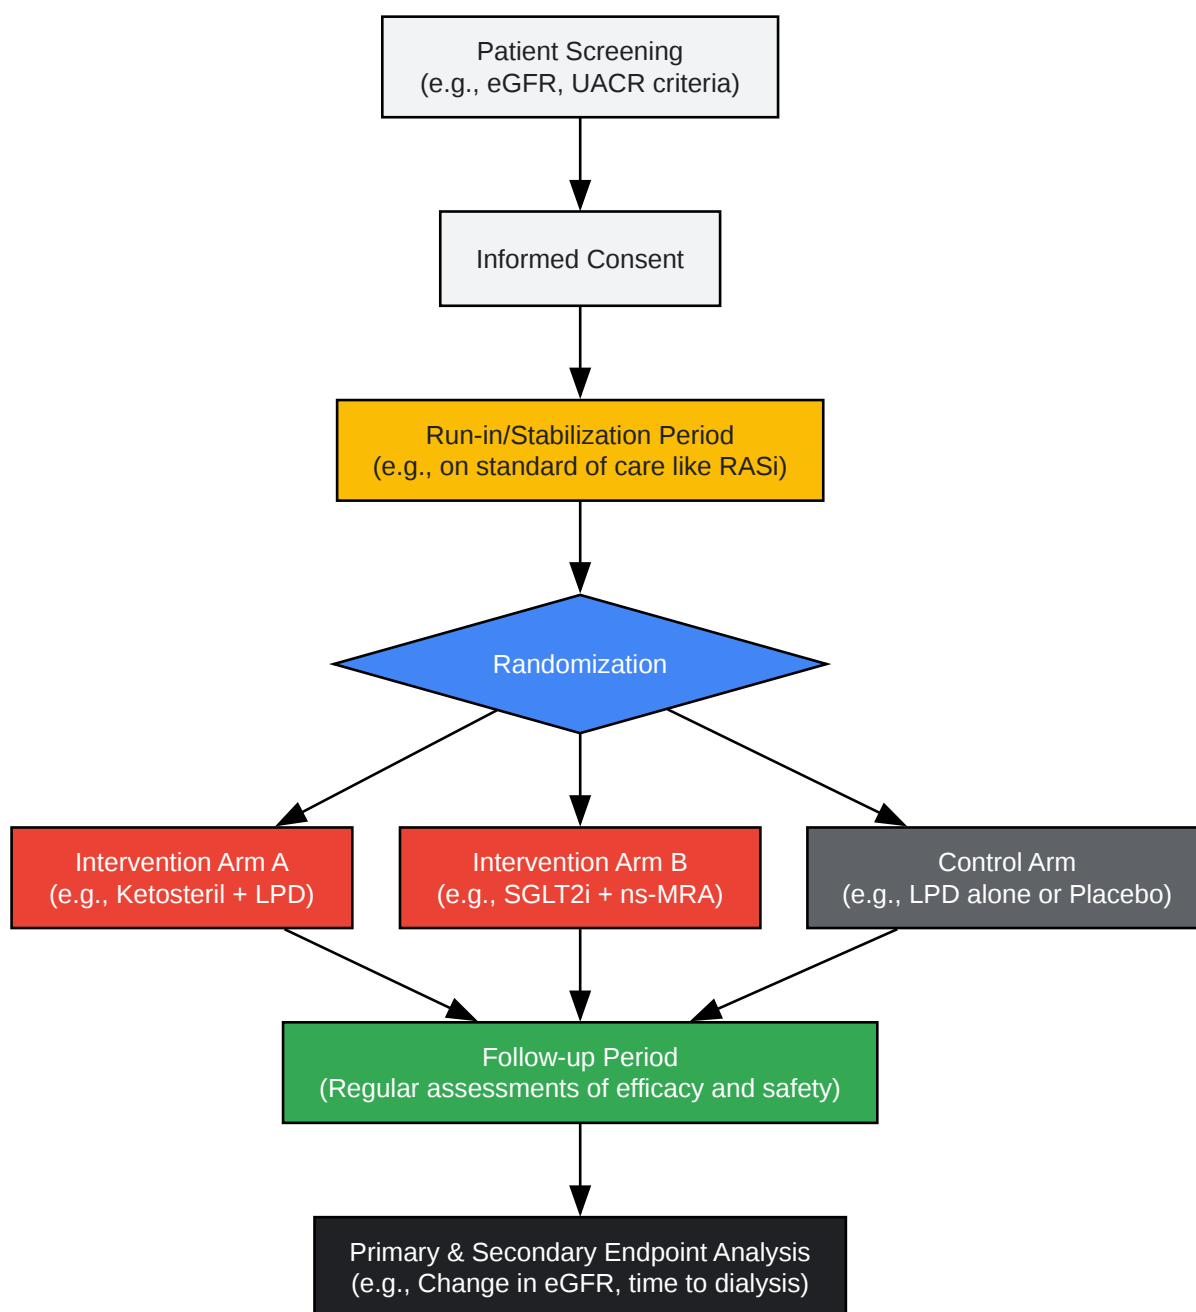 Patient Screening
(e.g., eGFR, UACR criteria)
Informed Consent
Run-in/Stabilization Period
(e.g., on standard of care like RASi)
Randomization
Intervention Arm A
(e.g., Ketosteril + LPD)
Intervention Arm B
(e.g., SGLT2i + ns-MRA)
Control Arm
(e.g., LPD alone or Placebo)
Follow-up Period
(Regular assessments of efficacy and safety)
Primary & Secondary Endpoint Analysis
(e.g., Change in eGFR, time to dialysis)